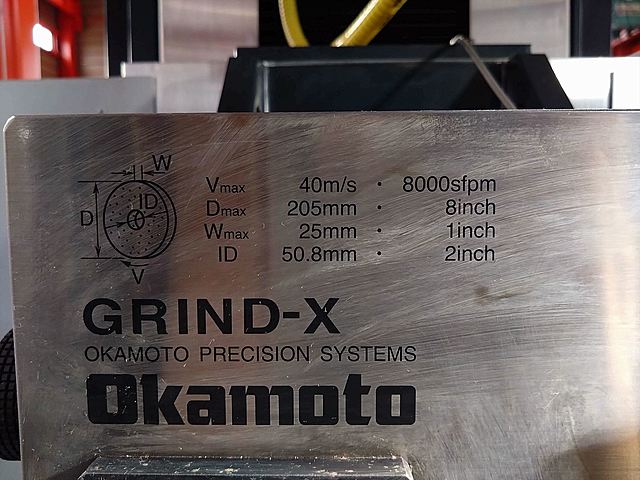 W
D
ID
V
Vmax 40m/s · 8000sfpm
Dmax 205mm · 8inch
Wmax 25mm · 1inch
ID 50.8mm · 2inch
GRIND-X
OKAMOTO PRECISION SYSTEMS
Okamoto